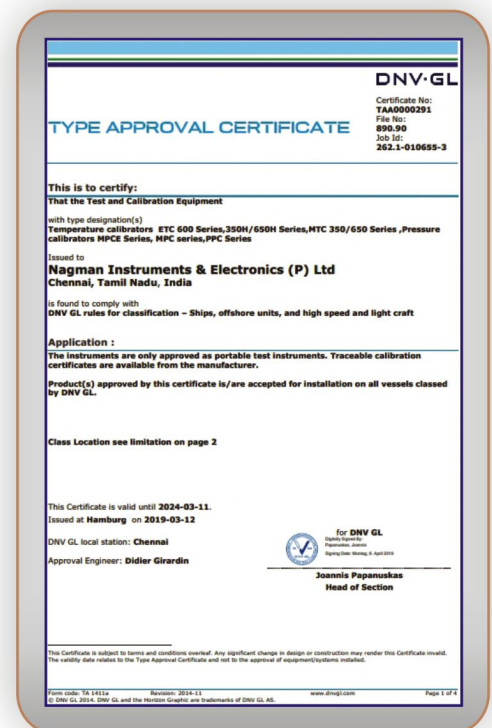 DNV·GL
Certificate No:
TAA0000291
File No:
890.90
Job Id:
262.1-010655-3
TYPE APPROVAL CERTIFICATE
This is to certify:
That the Test and Calibration Equipment
with type designation(s)
Temperature calibrators ETC 600 Series,350H/650H Series,MTC 350/650 Series ,Pressure
calibrators MPCE Series, MPC series,PPC Series
Issued to
Nagman Instruments & Electronics (P) Ltd
Chennai, Tamil Nadu, India
is found to comply with
DNV GL rules for classification – Ships, offshore units, and high speed and light craft
Application :
The instruments are only approved as portable test instruments. Traceable calibration
certificates are available from the manufacturer.
Product(s) approved by this certificate is/are accepted for installation on all vessels classed
by DNV GL.
Class Location see limitation on page 2
This Certificate is valid until 2024-03-11.
Issued at Hamburg on 2019-03-12
DNV GL local station: Chennai
Approval Engineer: Didier Girardin
for DNV GL
Digitally Signed By
Papanuskas, Joannis
Signing Date: Monday, 8. April 2019
Joannis Papanuskas
Head of Section
This Certificate is subject to terms and conditions overleaf. Any significant change in design or construction may render this Certificate invalid.
The validity date relates to the Type Approval Certificate and not to the approval of equipment/systems installed.
Form code: TA 1411a Revision: 2014-11 www.dnvgl.com Page 1 of 4
© DNV GL 2014. DNV GL and the Horizon Graphic are trademarks of DNV GL AS.